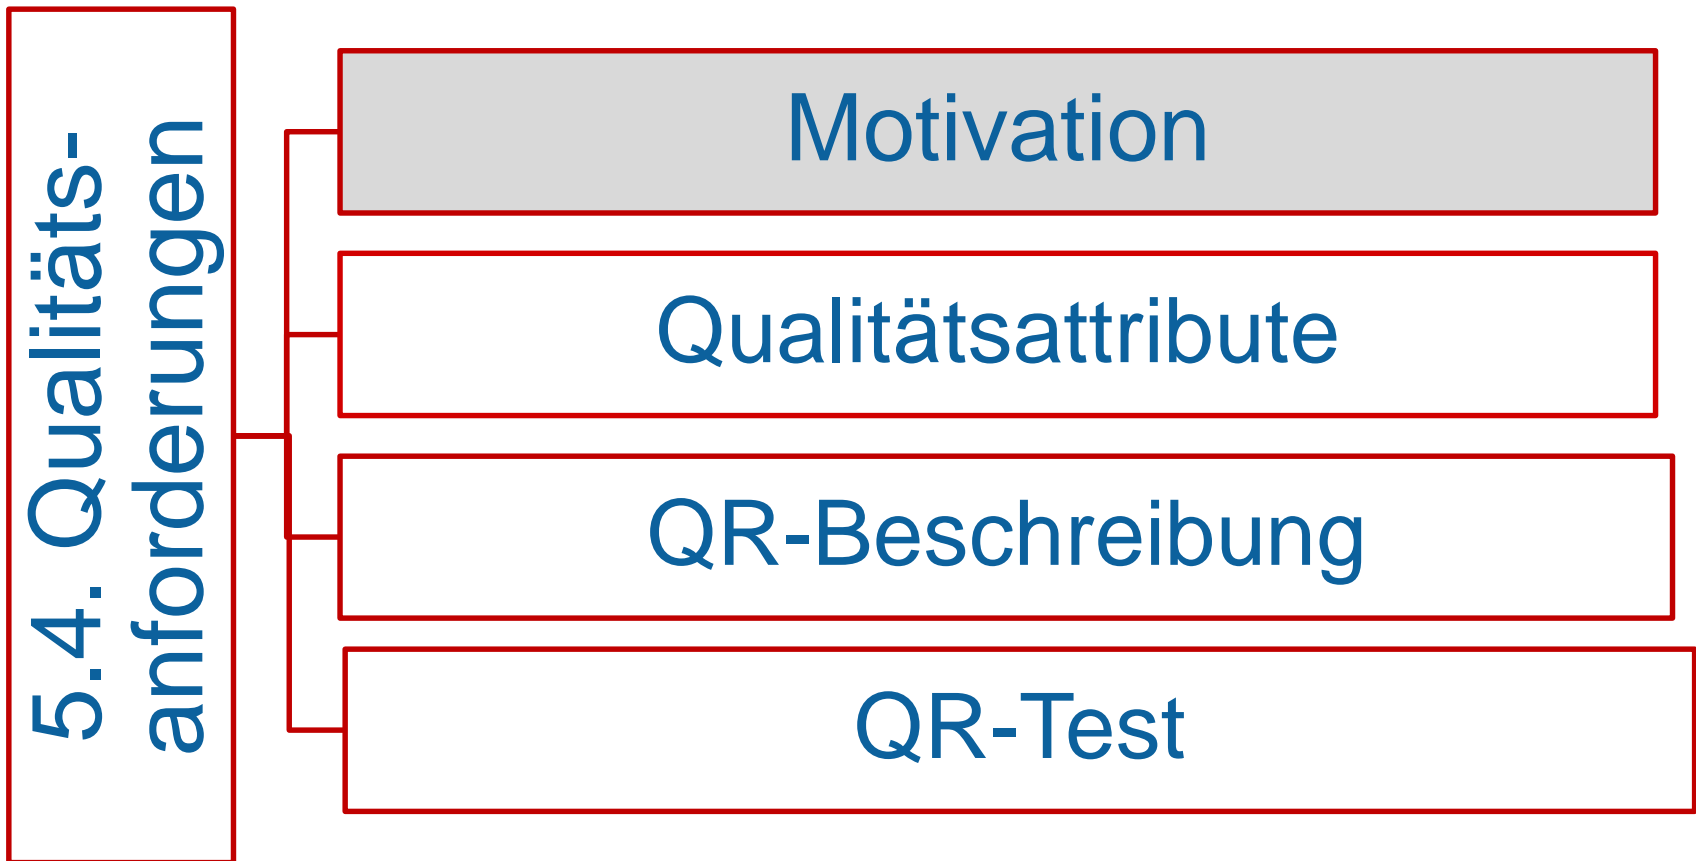 5.4. Qualitäts-
anforderungen
Motivation
Qualitätsattribute
QR-Beschreibung
QR-Test